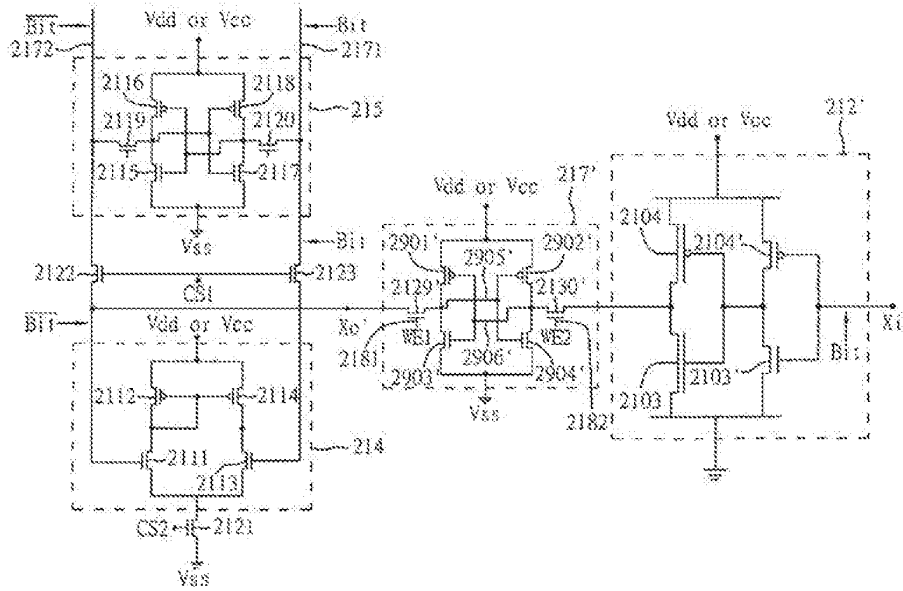 Bit Vdd or Vcc Bit
2172 2171
2116 2118
215
2119 2120
2115 2117
Vss
212'
Vdd or Vcc
217'
Vdd or Vcc
Bit
2104
2104'
2901' 2905' 2902'
2122 2123
CS1
2129' 2130'
Bit
Vdd or Vcc
Xo'
WE1 WE2
Xi
2181
2906'
Bit
2903' 2904'
2103 2103'
2112 2114
Vss
2182
214
2111
2113
CS2 2121
Vss